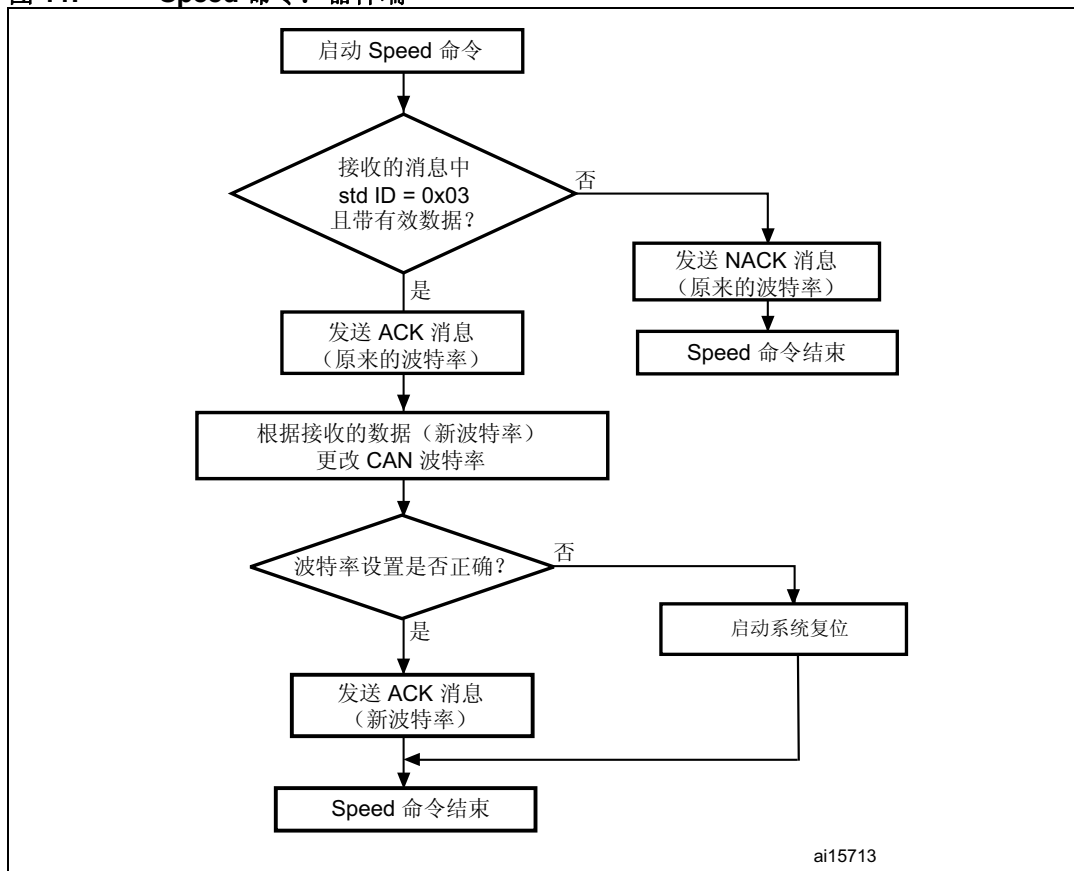 启动 Speed 命令
接收的消息中
std ID = 0x03
且带有效数据？
否
是
发送 NACK 消息
（原来的波特率）
发送 ACK 消息
（原来的波特率）
Speed 命令结束
根据接收的数据（新波特率）
更改 CAN 波特率
波特率设置是否正确？
否
是
启动系统复位
发送 ACK 消息
（新波特率）
Speed 命令结束
ai15713